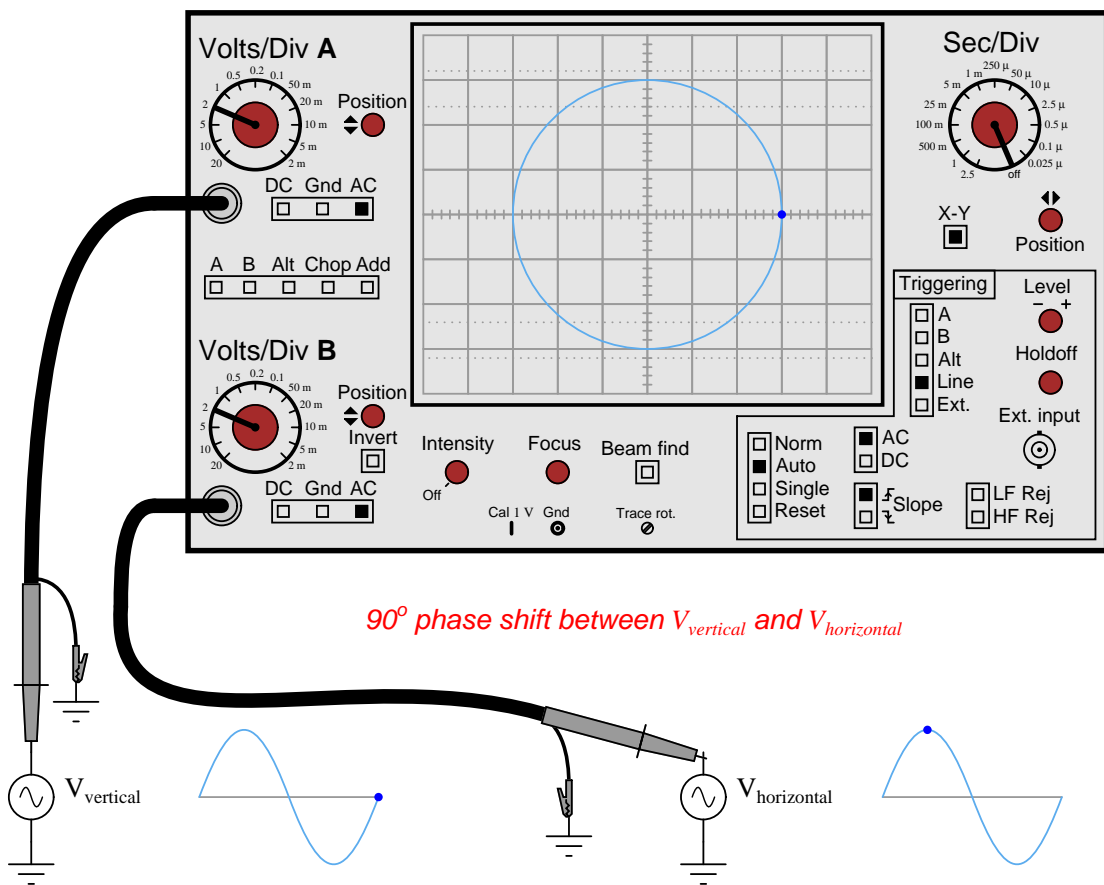 Volts/Div A
0.5 0.2 0.1
1 50 m
2 20 m
5 10 m
10 5 m
20 2 m
Position
DC Gnd AC
A B Alt Chop Add
Volts/Div B
0.5 0.2 0.1
1 50 m
2 20 m
5 10 m
10 5 m
20 2 m
Position
Invert
DC Gnd AC
Intensity
Off
Focus
Beam find
Cal 1 V Gnd Trace rot.
Sec/Div
250 µ
1 m 50 µ
5 m 10 µ
25 m 2.5 µ
100 m 0.5 µ
500 m 0.1 µ
1 0.025 µ
2.5 off
X-Y
Position
Triggering
A
B
Alt
Line
Ext.
Level
− +
Holdoff
Ext. input
Norm
Auto
Single
Reset
AC
DC
Slope
LF Rej
HF Rej
90° phase shift between Vvertical and Vhorizontal
Vvertical
Vhorizontal